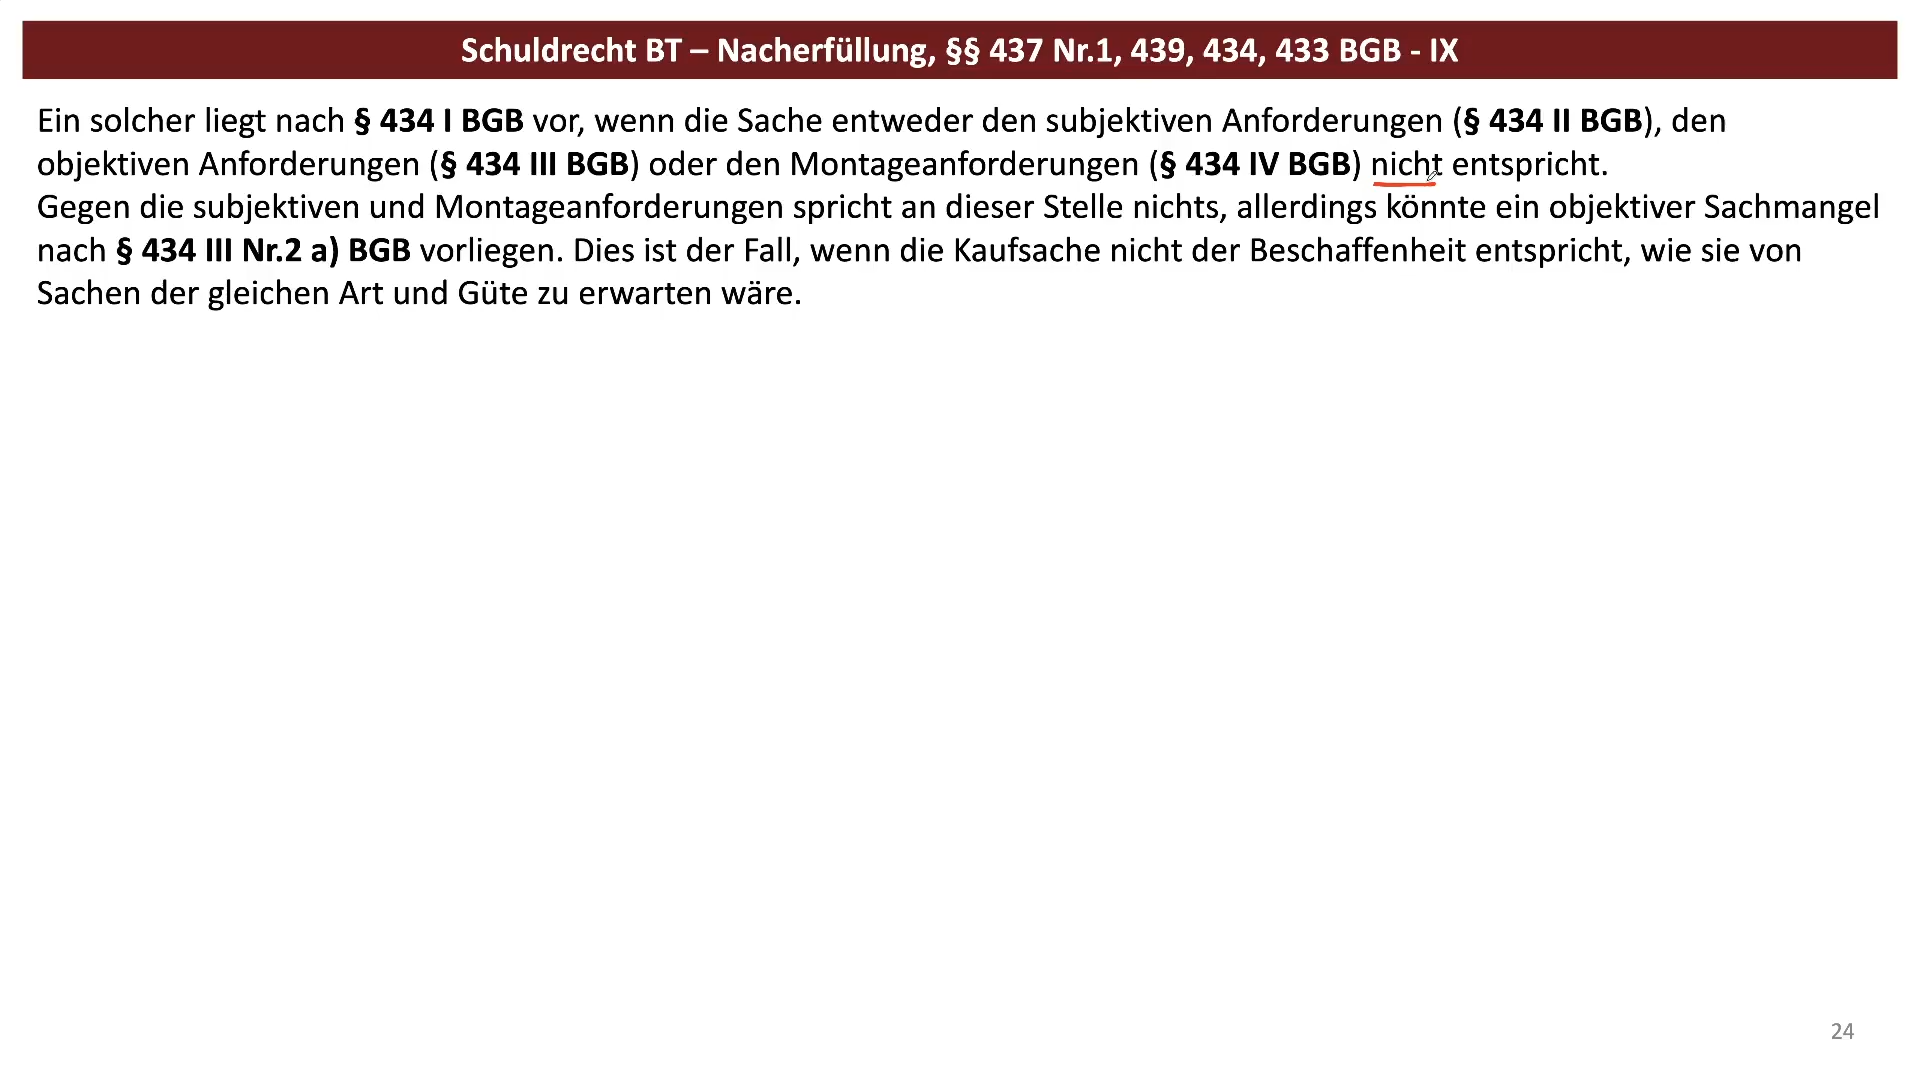 Schuldrecht BT – Nacherfüllung, §§ 437 Nr.1, 439, 434, 433 BGB - IX
Ein solcher liegt nach § 434 I BGB vor, wenn die Sache entweder den subjektiven Anforderungen (§ 434 II BGB), den
objektiven Anforderungen (§ 434 III BGB) oder den Montageanforderungen (§ 434 IV BGB) nicht entspricht.
Gegen die subjektiven und Montageanforderungen spricht an dieser Stelle nichts, allerdings könnte ein objektiver Sachmangel
nach § 434 III Nr.2 a) BGB vorliegen. Dies ist der Fall, wenn die Kaufsache nicht der Beschaffenheit entspricht, wie sie von
Sachen der gleichen Art und Güte zu erwarten wäre.
24